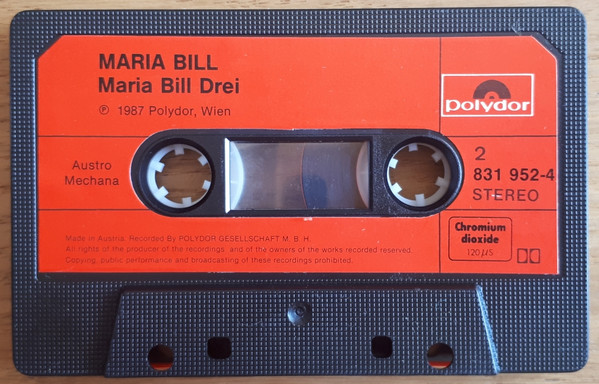 MARIA BILL
Maria Bill Drei
℗ 1987 Polydor, Wien
polydor
Austro
Mechana
2
831 952-4
STEREO
Made in Austria. Recorded By POLYDOR GESELLSCHAFT M. B. H.
All rights of the producer of the recordings and of the owners of the works recorded reserved.
Copying, public performance and broadcasting of these recordings prohibited.
Chromium
dioxide
120 µS